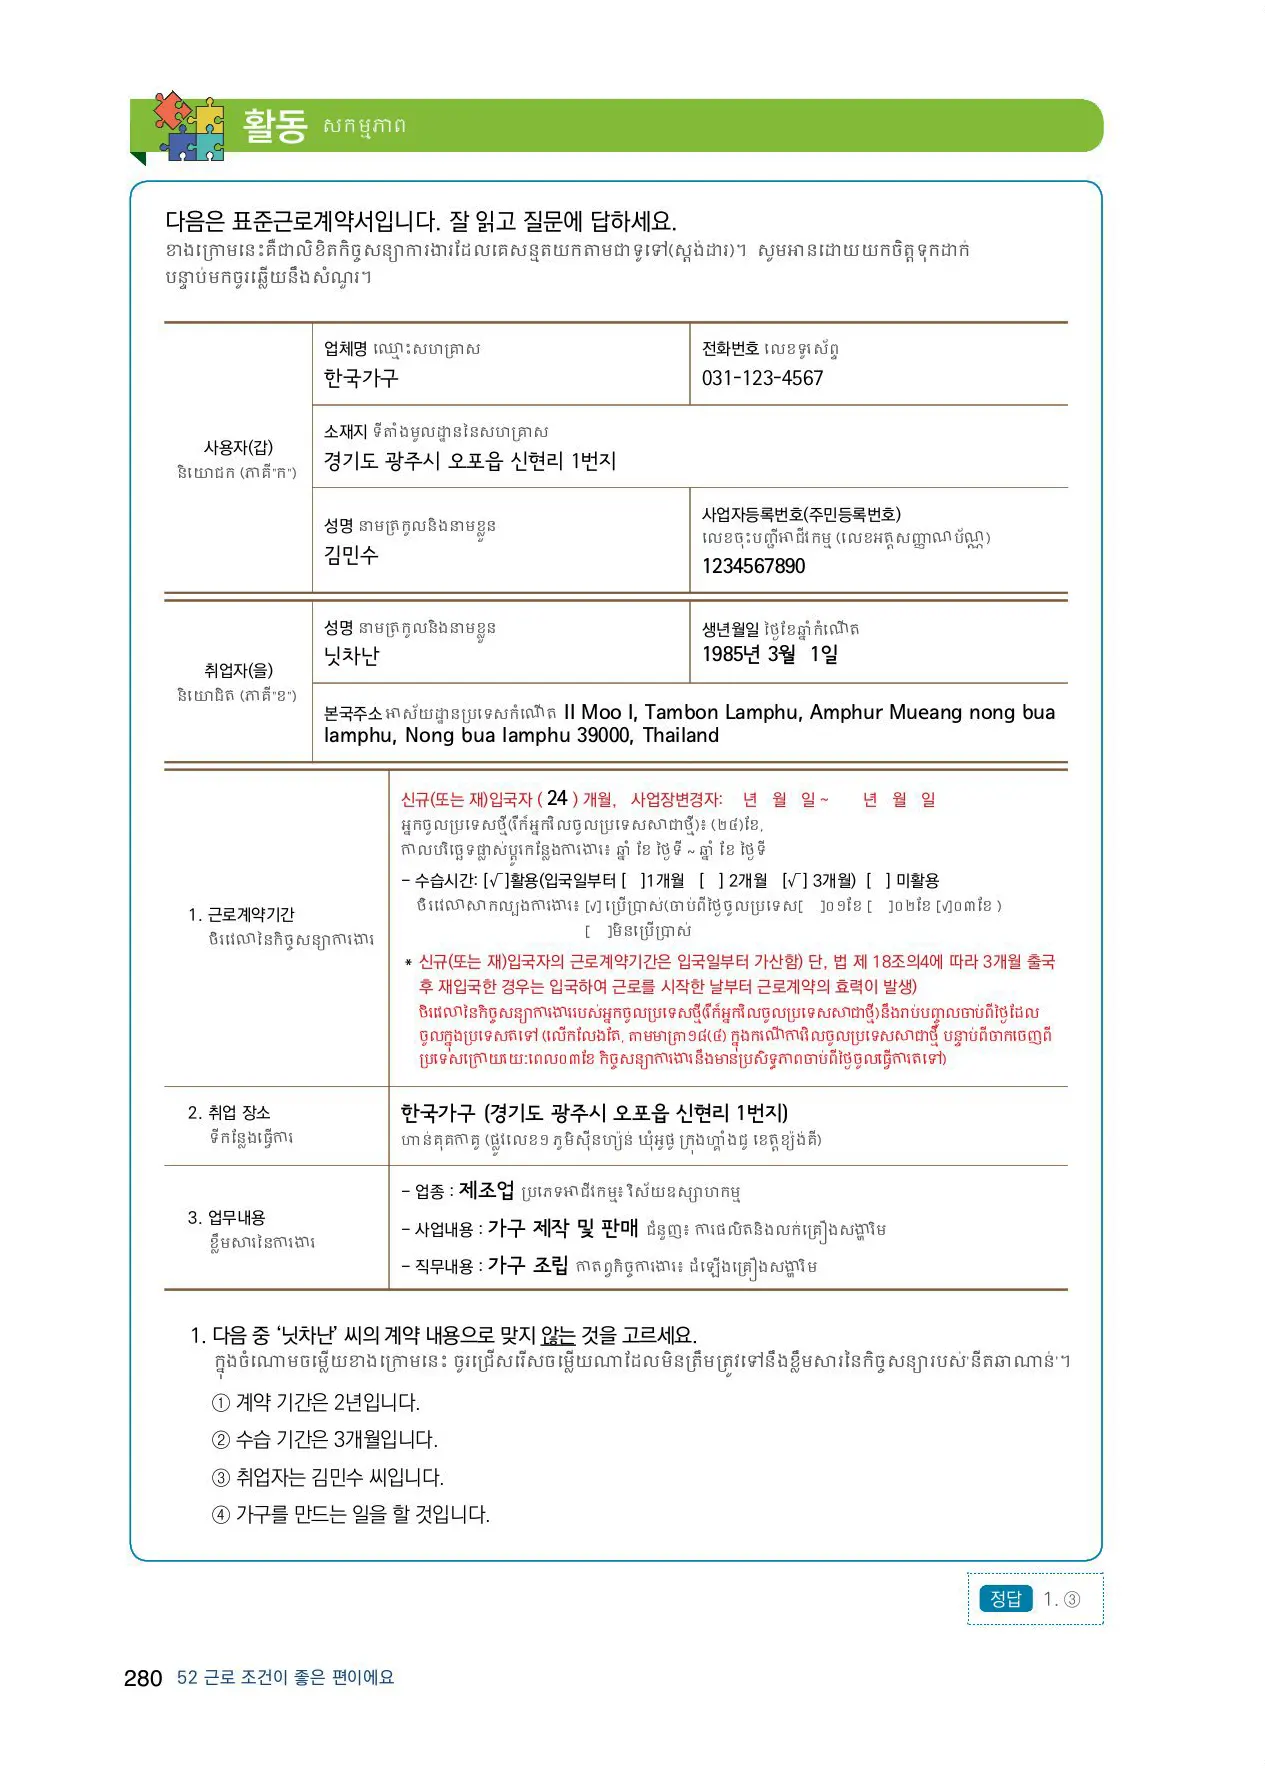 활동 សកម្មភាព
다음은 표준근로계약서입니다. 잘 읽고 질문에 답하세요.
ខាងក្រោមនេះគឺជាលិខិតកិច្ចសន្យាការងារដែលគេសន្មតយកតាមជាទូទៅ(ស្តង់ដារ)។ សូមអានដោយយកចិត្តទុកដាក់
បន្ទាប់មកចូរឆ្លើយនឹងសំណួរ។
사용자(갑)
និយោជក (ភាគី"ក")
업체명 ឈ្មោះសហគ្រាស
한국가구
전화번호 លេខទូរស័ព្ទ
031-123-4567
소재지 ទីតាំងមូលដ្ឋាននៃសហគ្រាស
경기도 광주시 오포읍 신현리 1번지
성명 នាមត្រកូលនិងនាមខ្លួន
김민수
사업자등록번호(주민등록번호)
លេខចុះបញ្ជីអាជីវកម្ម (លេខអត្តសញ្ញាណប័ណ្ណ)
1234567890
취업자(을)
និយោជិត (ភាគី"ខ")
성명 នាមត្រកូលនិងនាមខ្លួន
닛차난
생년월일 ថ្ងៃខែឆ្នាំកំណើត
1985년 3월 1일
본국주소 អាស័យដ្ឋានប្រទេសកំណើត II Moo I, Tambon Lamphu, Amphur Mueang nong bua
lamphu, Nong bua lamphu 39000, Thailand
1. 근로계약기간
ថិរវេលានៃកិច្ចសន្យាការងារ
신규(또는 재)입국자 ( 24 ) 개월, 사업장변경자: 년 월 일 ~ 년 월 일
អ្នកចូលប្រទេសថ្មី(ឬក៏អ្នកវិលចូលប្រទេសសាជាថ្មី)៖ (២៤)ខែ,
កាលបរិច្ឆេទផ្លាស់ប្តូរកន្លែងការងារ៖ ឆ្នាំ ខែ ថ្ងៃទី ~ ឆ្នាំ ខែ ថ្ងៃទី
- 수습시간: [√]활용(입국일부터 [ ]1개월 [ ] 2개월 [√] 3개월) [ ] 미활용
ថិរវេលាសាកល្បងការងារ៖ [√] ប្រើប្រាស់(ចាប់ពីថ្ងៃចូលប្រទេស[ ]០១ខែ [ ]០២ខែ [√]០៣ខែ )
[ ]មិនប្រើប្រាស់
* 신규(또는 재)입국자의 근로계약기간은 입국일부터 가산함) 단, 법 제 18조의4에 따라 3개월 출국
후 재입국한 경우는 입국하여 근로를 시작한 날부터 근로계약의 효력이 발생)
ថិរវេលានៃកិច្ចសន្យាការងាររបស់អ្នកចូលប្រទេសថ្មី(ឬក៏អ្នកវិលចូលប្រទេសសាជាថ្មី)នឹងរាប់បញ្ចូលចាប់ពីថ្ងៃដែល
ចូលក្នុងប្រទេសតទៅ (លើកលែងតែ, តាមមាត្រា១៨(៤) ក្នុងករណីការវិលចូលប្រទេសសាជាថ្មី បន្ទាប់ពីចាកចេញពី
ប្រទេសក្រោយរយៈពេល០៣ខែ កិច្ចសន្យាការងារនឹងមានប្រសិទ្ធភាពចាប់ពីថ្ងៃចូលធ្វើការតទៅ)
2. 취업 장소
ទីកន្លែងធ្វើការ
한국가구 (경기도 광주시 오포읍 신현리 1번지)
ហាន់គុគកាគូ (ផ្លូវលេខ១ ភូមិស៊ីនហ្យ៉ន់ ឃុំអូផូ ក្រុងហ្គាំងជូ ខេត្តខ្យ៉ង់គី)
3. 업무내용
ខ្លឹមសារនៃការងារ
- 업종 : 제조업 ប្រភេទអាជីវកម្ម៖ វិស័យឧស្សាហកម្ម
- 사업내용 : 가구 제작 및 판매 ជំនួញ៖ ការផលិតនិងលក់គ្រឿងសង្ហារិម
- 직무내용 : 가구 조립 កាតព្វកិច្ចការងារ៖ ដំឡើងគ្រឿងសង្ហារិម
1. 다음 중 ‘닛차난’ 씨의 계약 내용으로 맞지 않는 것을 고르세요.
ក្នុងចំណោមចម្លើយខាងក្រោមនេះ ចូរជ្រើសរើសចម្លើយណាដែលមិនត្រឹមត្រូវទៅនឹងខ្លឹមសារនៃកិច្ចសន្យារបស់'នីតឆាណាន់'។
① 계약 기간은 2년입니다.
② 수습 기간은 3개월입니다.
③ 취업자는 김민수 씨입니다.
④ 가구를 만드는 일을 할 것입니다.
정답 1. ③
280 52 근로 조건이 좋은 편이에요